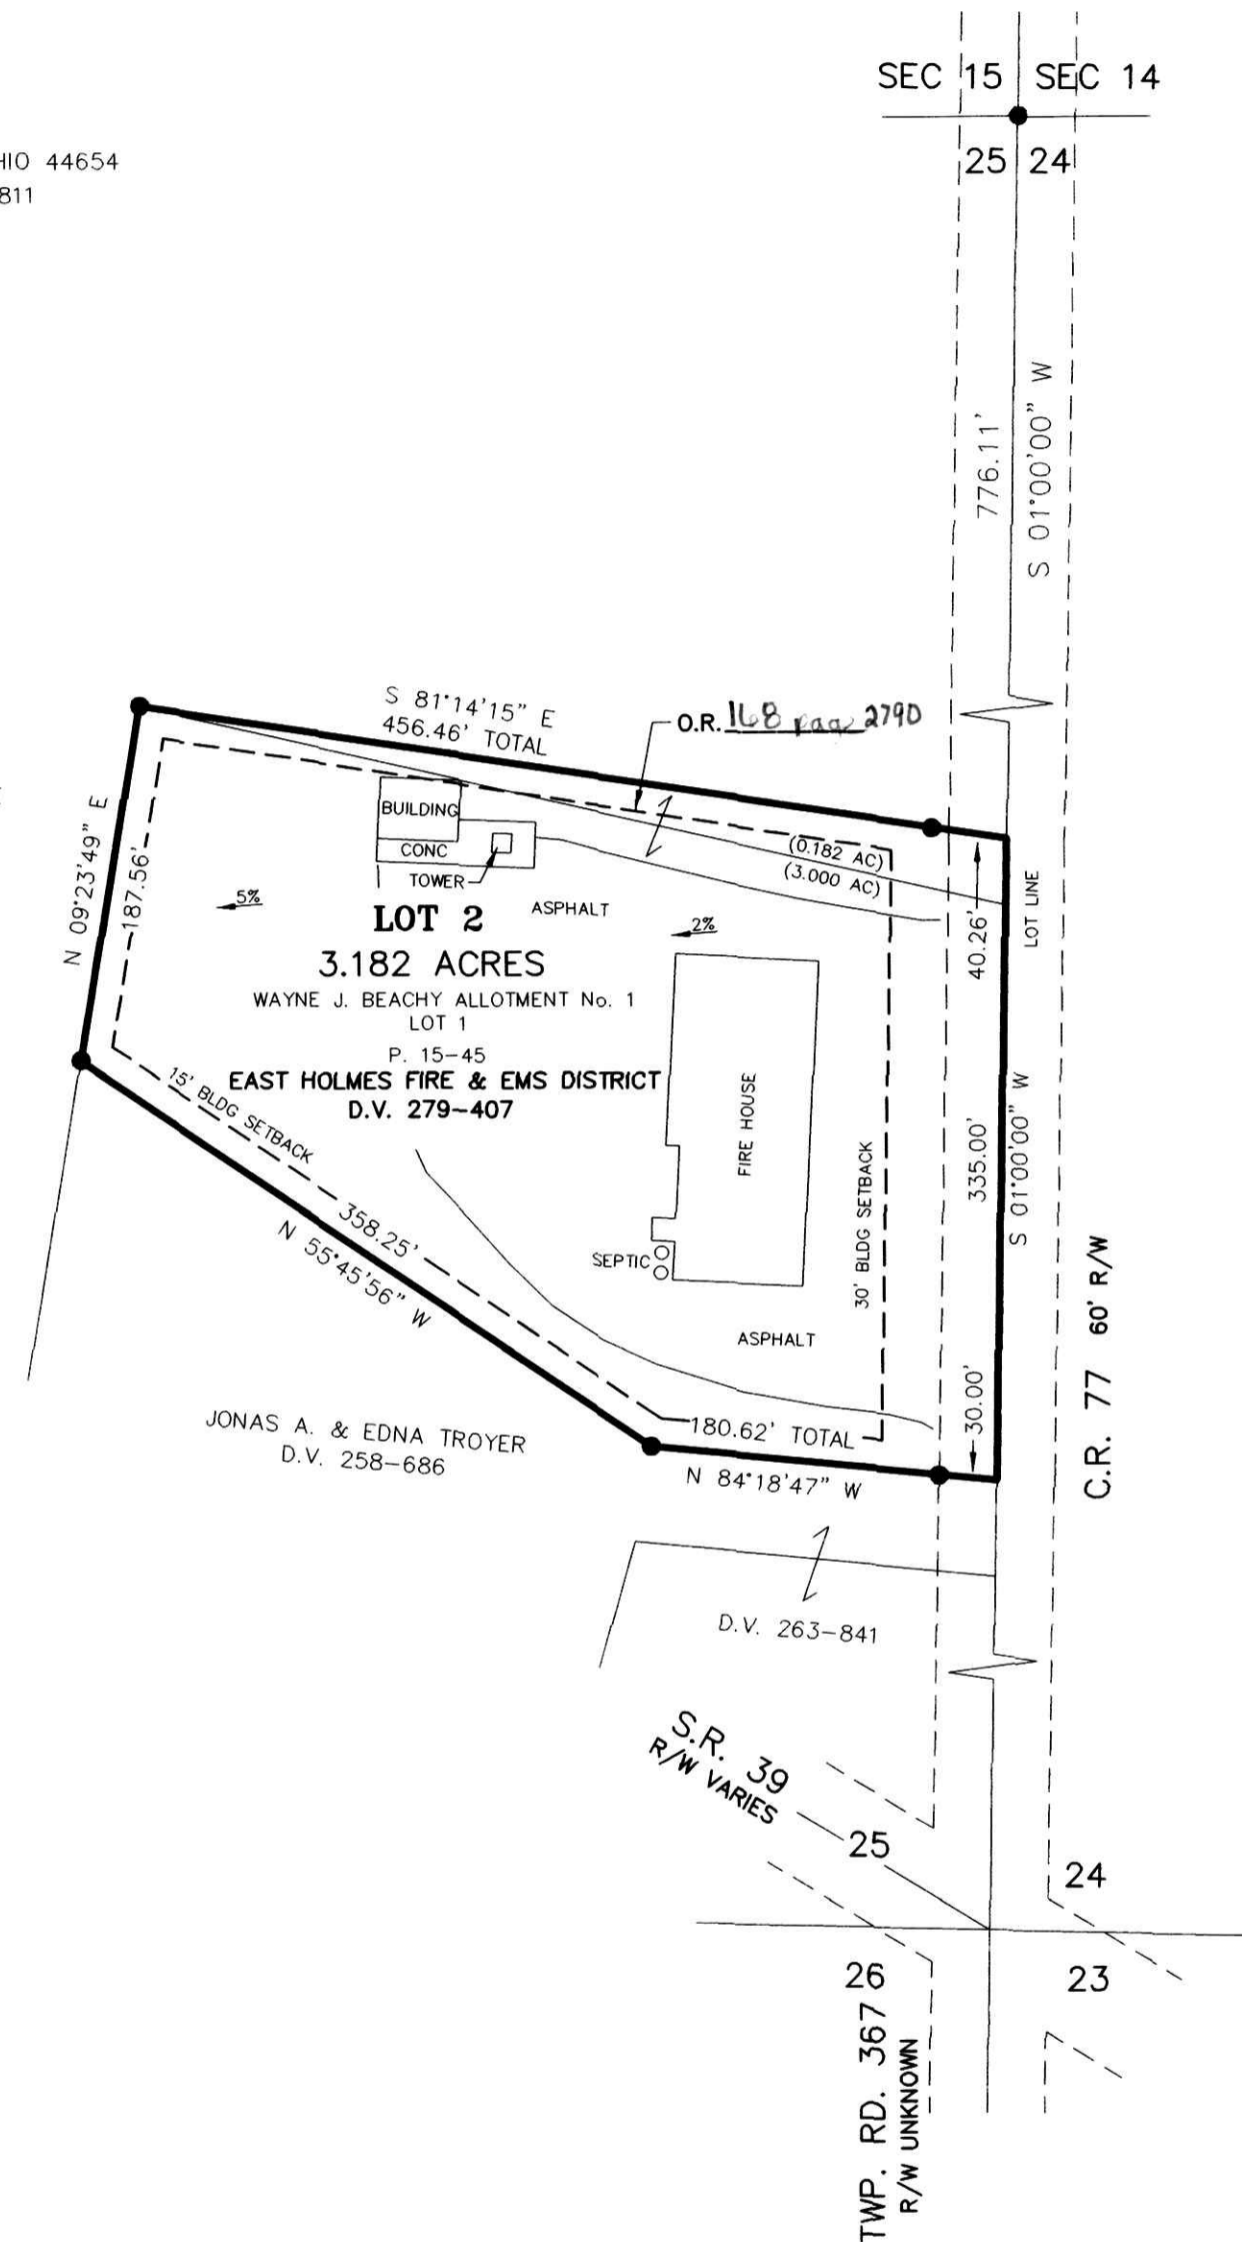 SEC 15 SEC 14
25 24
HIO 44654
811
776.11'
S 01°00'00" W
S 81°14'15" E
456.46' TOTAL
O.R. 168 page 2790
N 09°23'49" E
187.56'
BUILDING
CONC
TOWER
(0.182 AC)
(3.000 AC)
5%
LOT 2
ASPHALT
2%
40.26'
LOT LINE
3.182 ACRES
WAYNE J. BEACHY ALLOTMENT No. 1
LOT 1
P. 15-45
EAST HOLMES FIRE & EMS DISTRICT
D.V. 279-407
15' BLDG SETBACK
FIRE HOUSE
30' BLDG SETBACK
335.00'
S 01°00'00" W
358.25'
N 55°45'56" W
SEPTIC
ASPHALT
C.R. 77 60' R/W
30.00'
180.62' TOTAL
N 84°18'47" W
JONAS A. & EDNA TROYER
D.V. 258-686
D.V. 263-841
S.R. 39
R/W VARIES
25
24
26
23
TWP. RD. 367
R/W UNKNOWN